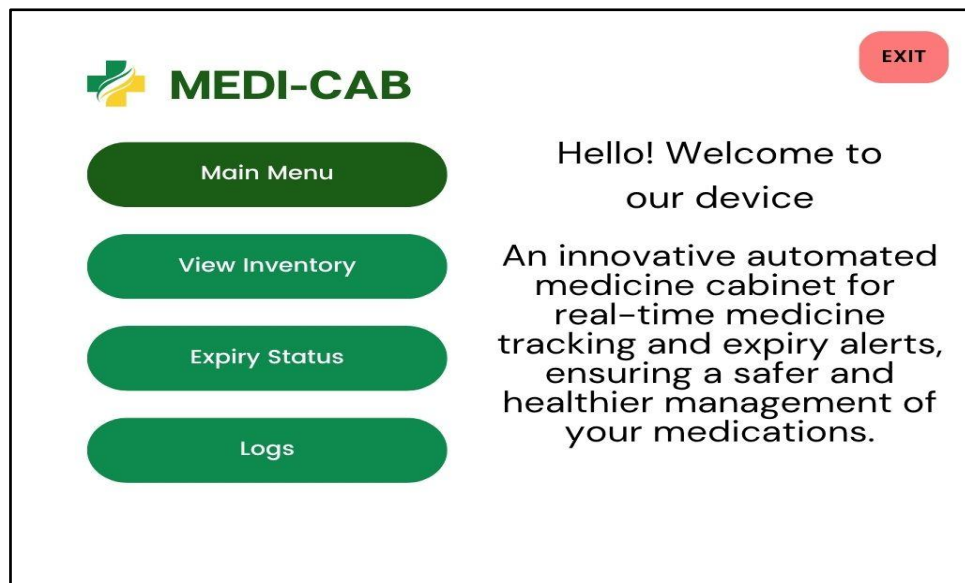 EXIT
MEDI-CAB
Main Menu
View Inventory
Expiry Status
Logs
Hello! Welcome to
our device
An innovative automated
medicine cabinet for
real-time medicine
tracking and expiry alerts,
ensuring a safer and
healthier management of
your medications.